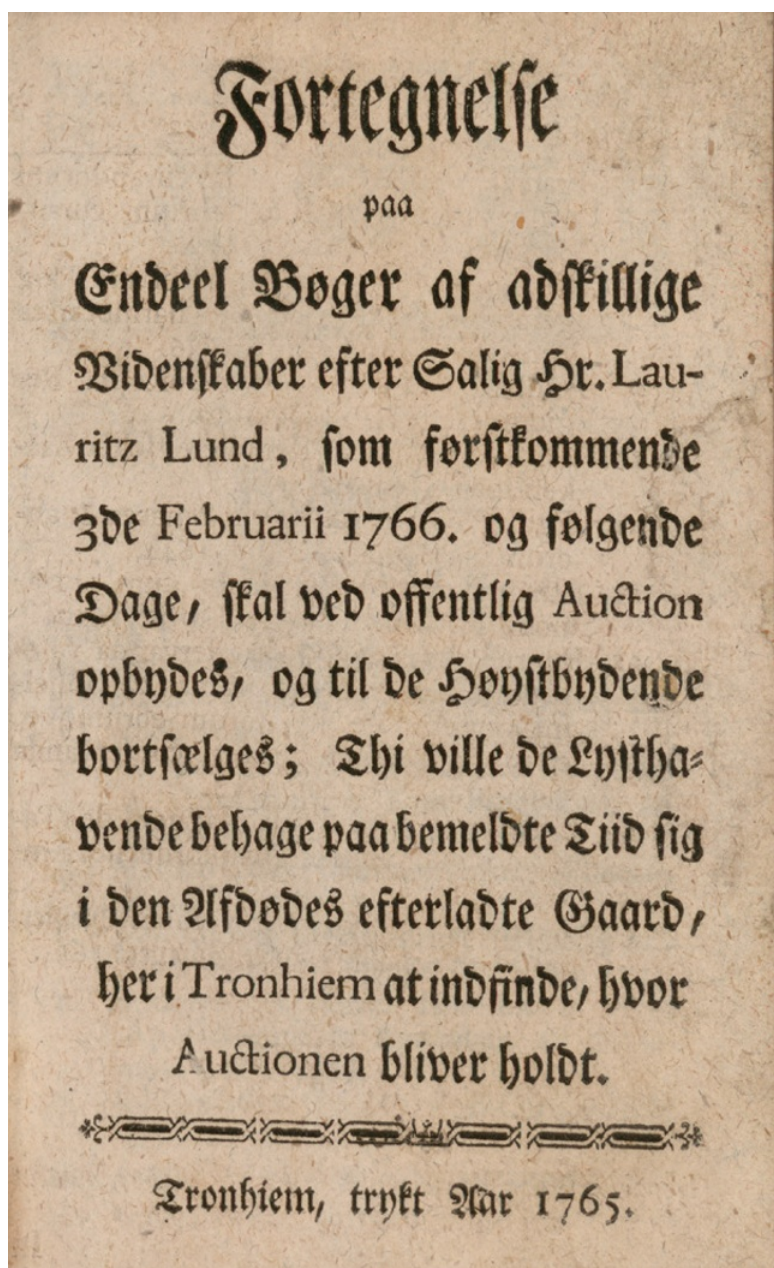 Fortegnelse
paa
Endeel Bøger af adskillige
Videnskaber efter Salig Hr. Lau-
ritz Lund, som førstkommende
3de Februarii 1766. og følgende
Dage, skal ved offentlig Auction
opbydes, og til de Høystbydende
bortsælges; Thi ville de Lystha-
vende behage paa bemeldte Tiid sig
i den Afdødes efterladte Gaard,
her i Tronhiem at indfinde, hvor
Auctionen bliver holdt.
Tronhiem, trykt Aar 1765.